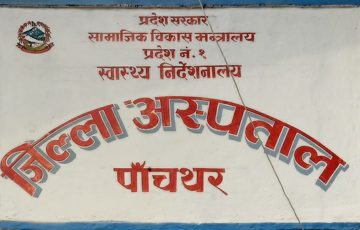 प्रदेश सरकार
सामाजिक विकास मन्त्रालय
प्रदेश नं. १
स्वास्थ्य निर्देशनालय
जिल्ला अस्पताल
पाँचथर